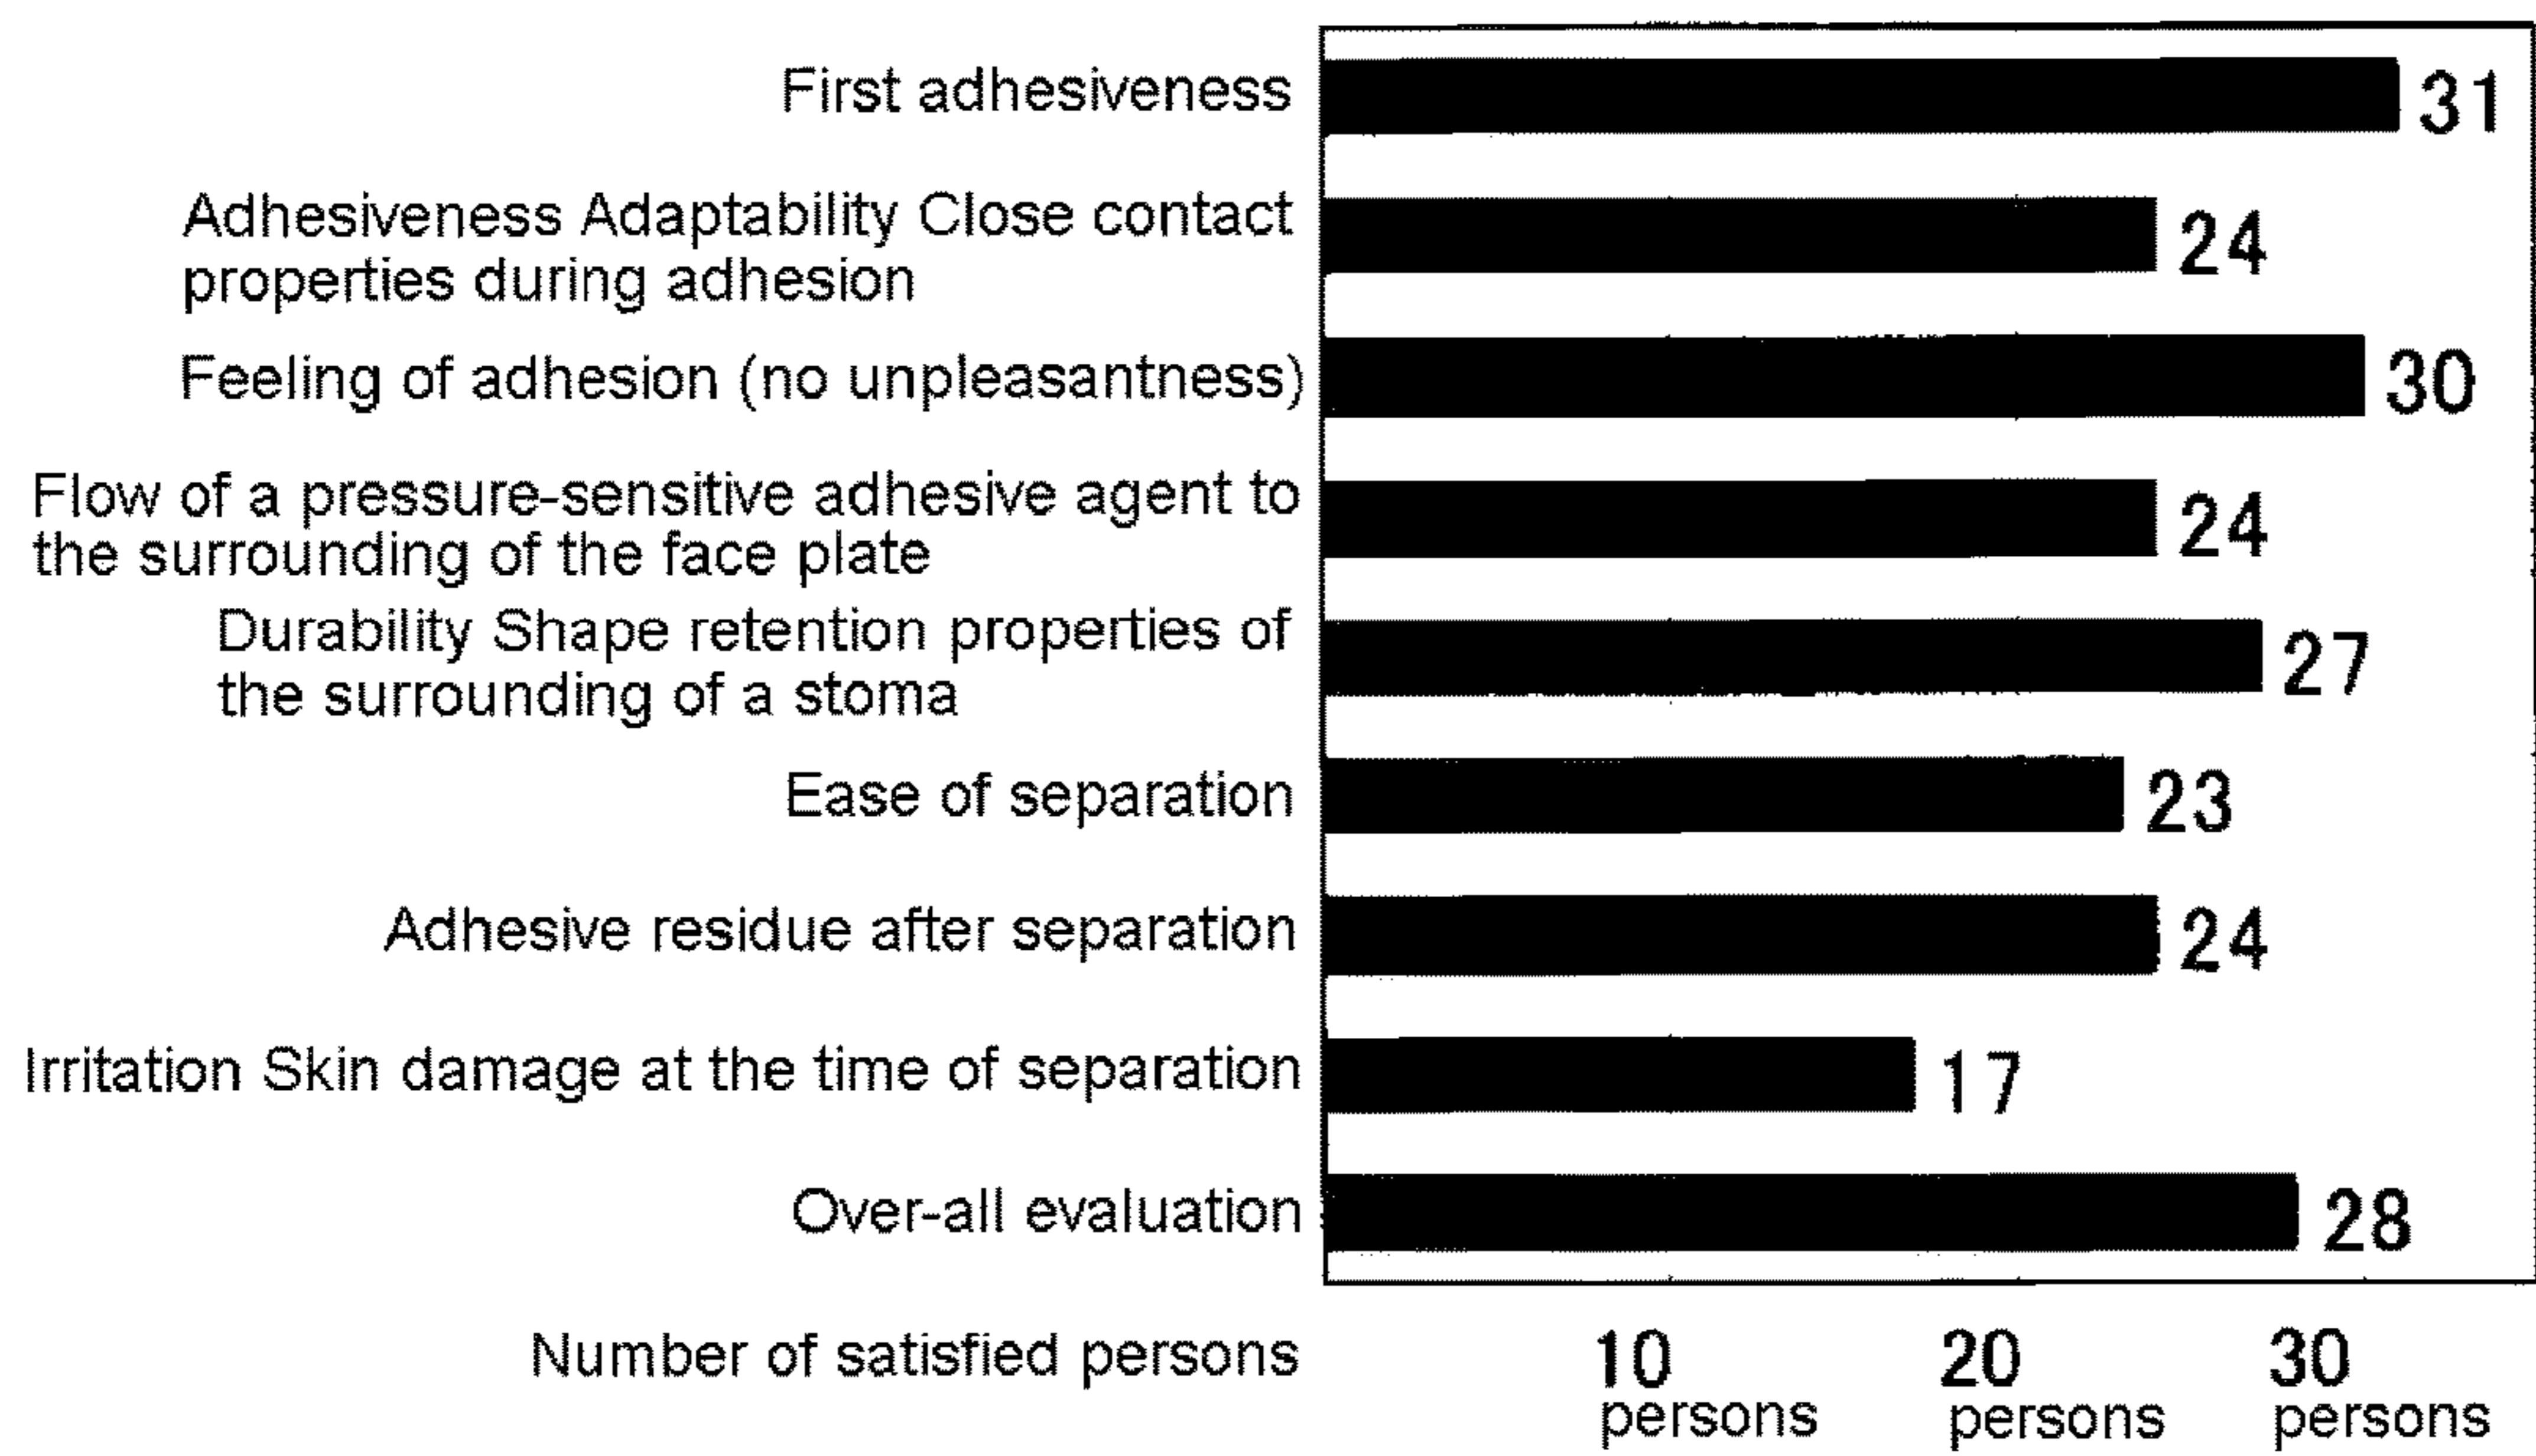 First adhesiveness 31
Adhesiveness Adaptability Close contact
properties during adhesion 24
Feeling of adhesion (no unpleasantness) 30
Flow of a pressure-sensitive adhesive agent to
the surrounding of the face plate 24
Durability Shape retention properties of
the surrounding of a stoma 27
Ease of separation 23
Adhesive residue after separation 24
Irritation Skin damage at the time of separation 17
Over-all evaluation 28
Number of satisfied persons 10 20 30
persons persons persons